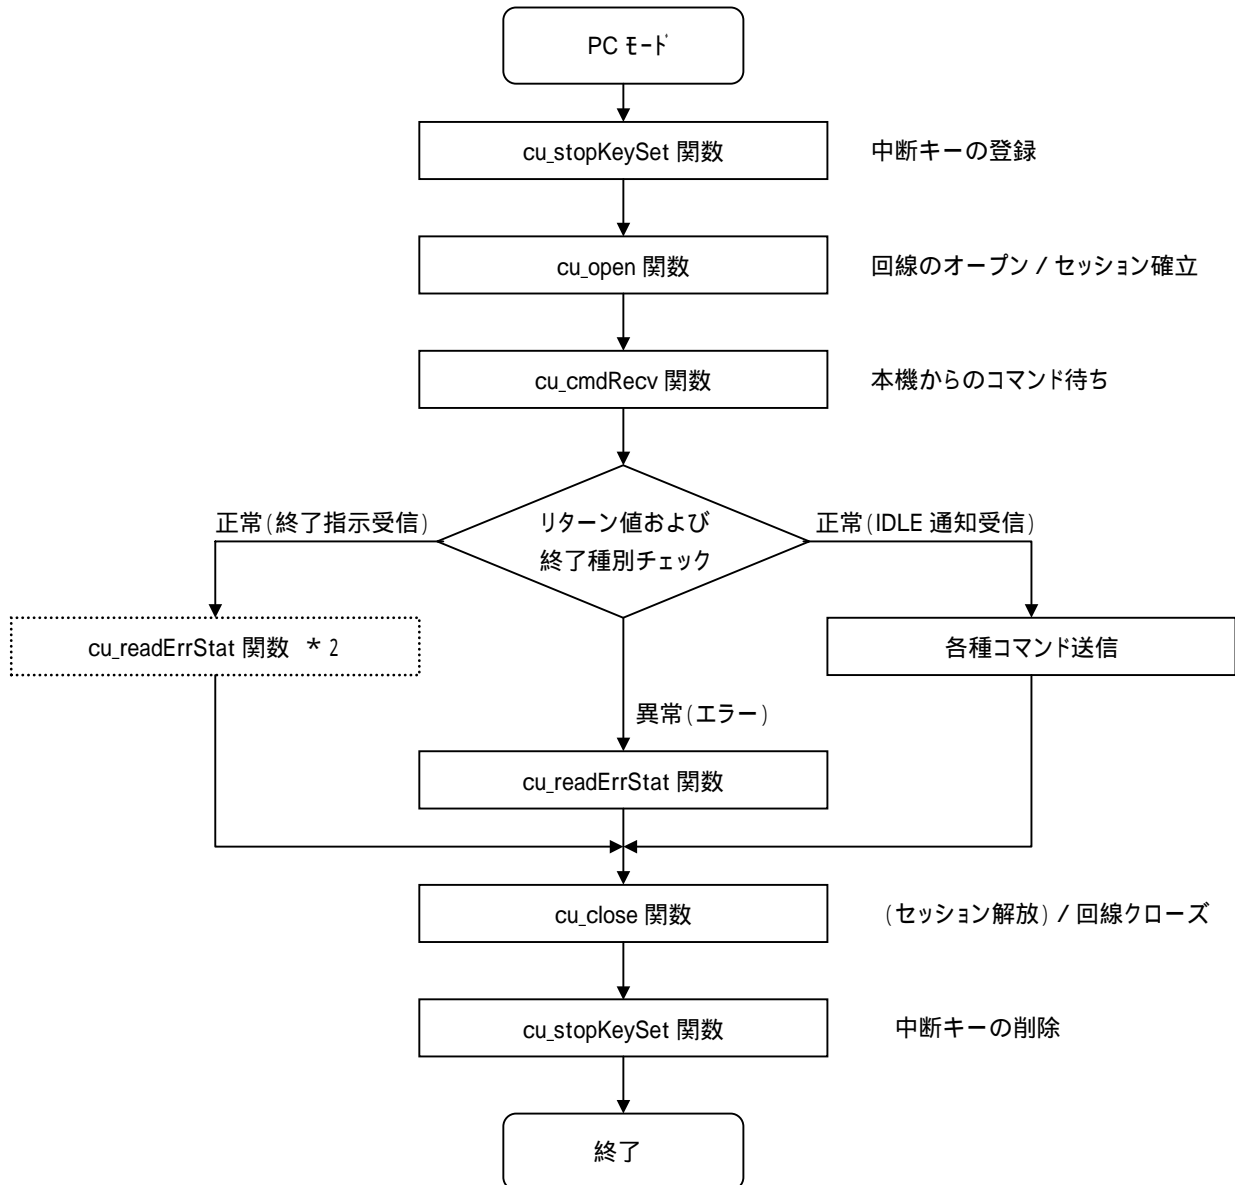 PC ﾓｰﾄﾞ
cu_stopKeySet 関数
中断キーの登録
cu_open 関数
回線のオープン / セッション確立
cu_cmdRecv 関数
本機からのコマンド待ち
正常(終了指示受信)
リターン値および
終了種別チェック
正常(IDLE 通知受信)
cu_readErrStat 関数 *2
各種コマンド送信
異常(エラー)
cu_readErrStat 関数
cu_close 関数
(セッション解放) / 回線クローズ
cu_stopKeySet 関数
中断キーの削除
終了